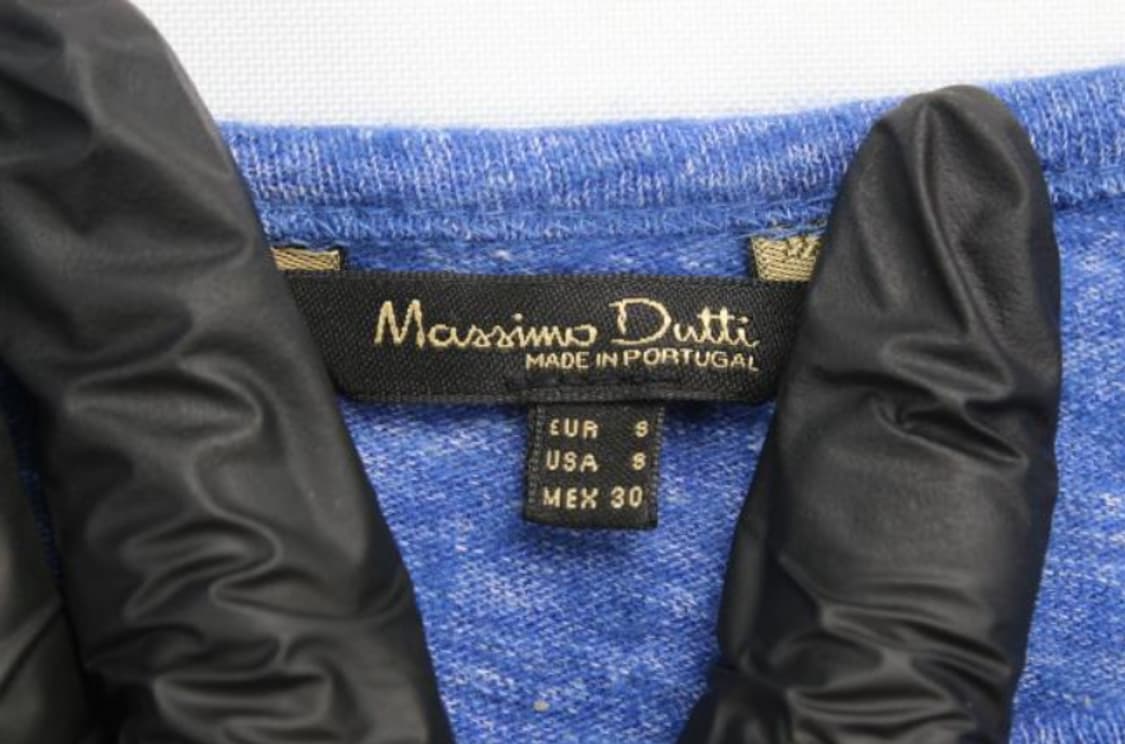 Massimo Dutti
MADE IN PORTUGAL
EUR S
USA S
MEX 30